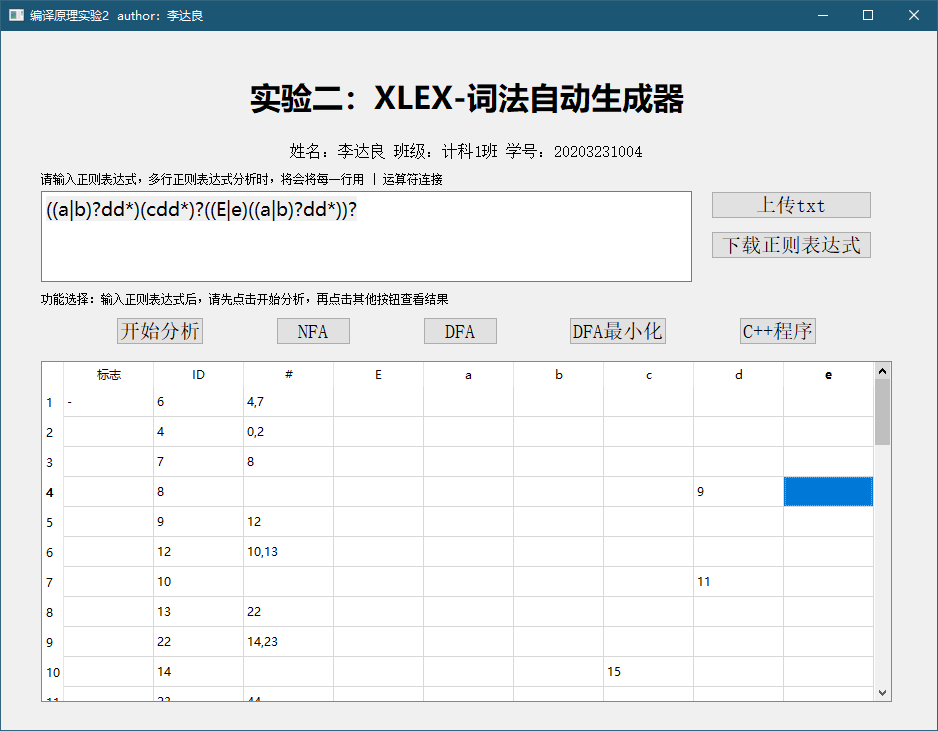 编译原理实验2 author：李达良
实验二：XLEX-词法自动生成器
姓名：李达良 班级：计科1班 学号：20203231004
请输入正则表达式，多行正则表达式分析时，将会将每一行用 | 运算符连接
((a|b)?dd*)(cdd*)?((E|e)((a|b)?dd*))?
上传txt
下载正则表达式
功能选择：输入正则表达式后，请先点击开始分析，再点击其他按钮查看结果
开始分析 NFA DFA DFA最小化 C++程序
标志 ID # E a b c d e
1 - 6 4,7
2 4 0,2
3 7 8
4 8 9
5 9 12
6 12 10,13
7 10 11
8 13 22
9 22 14,23
10 14 15
11 23 44